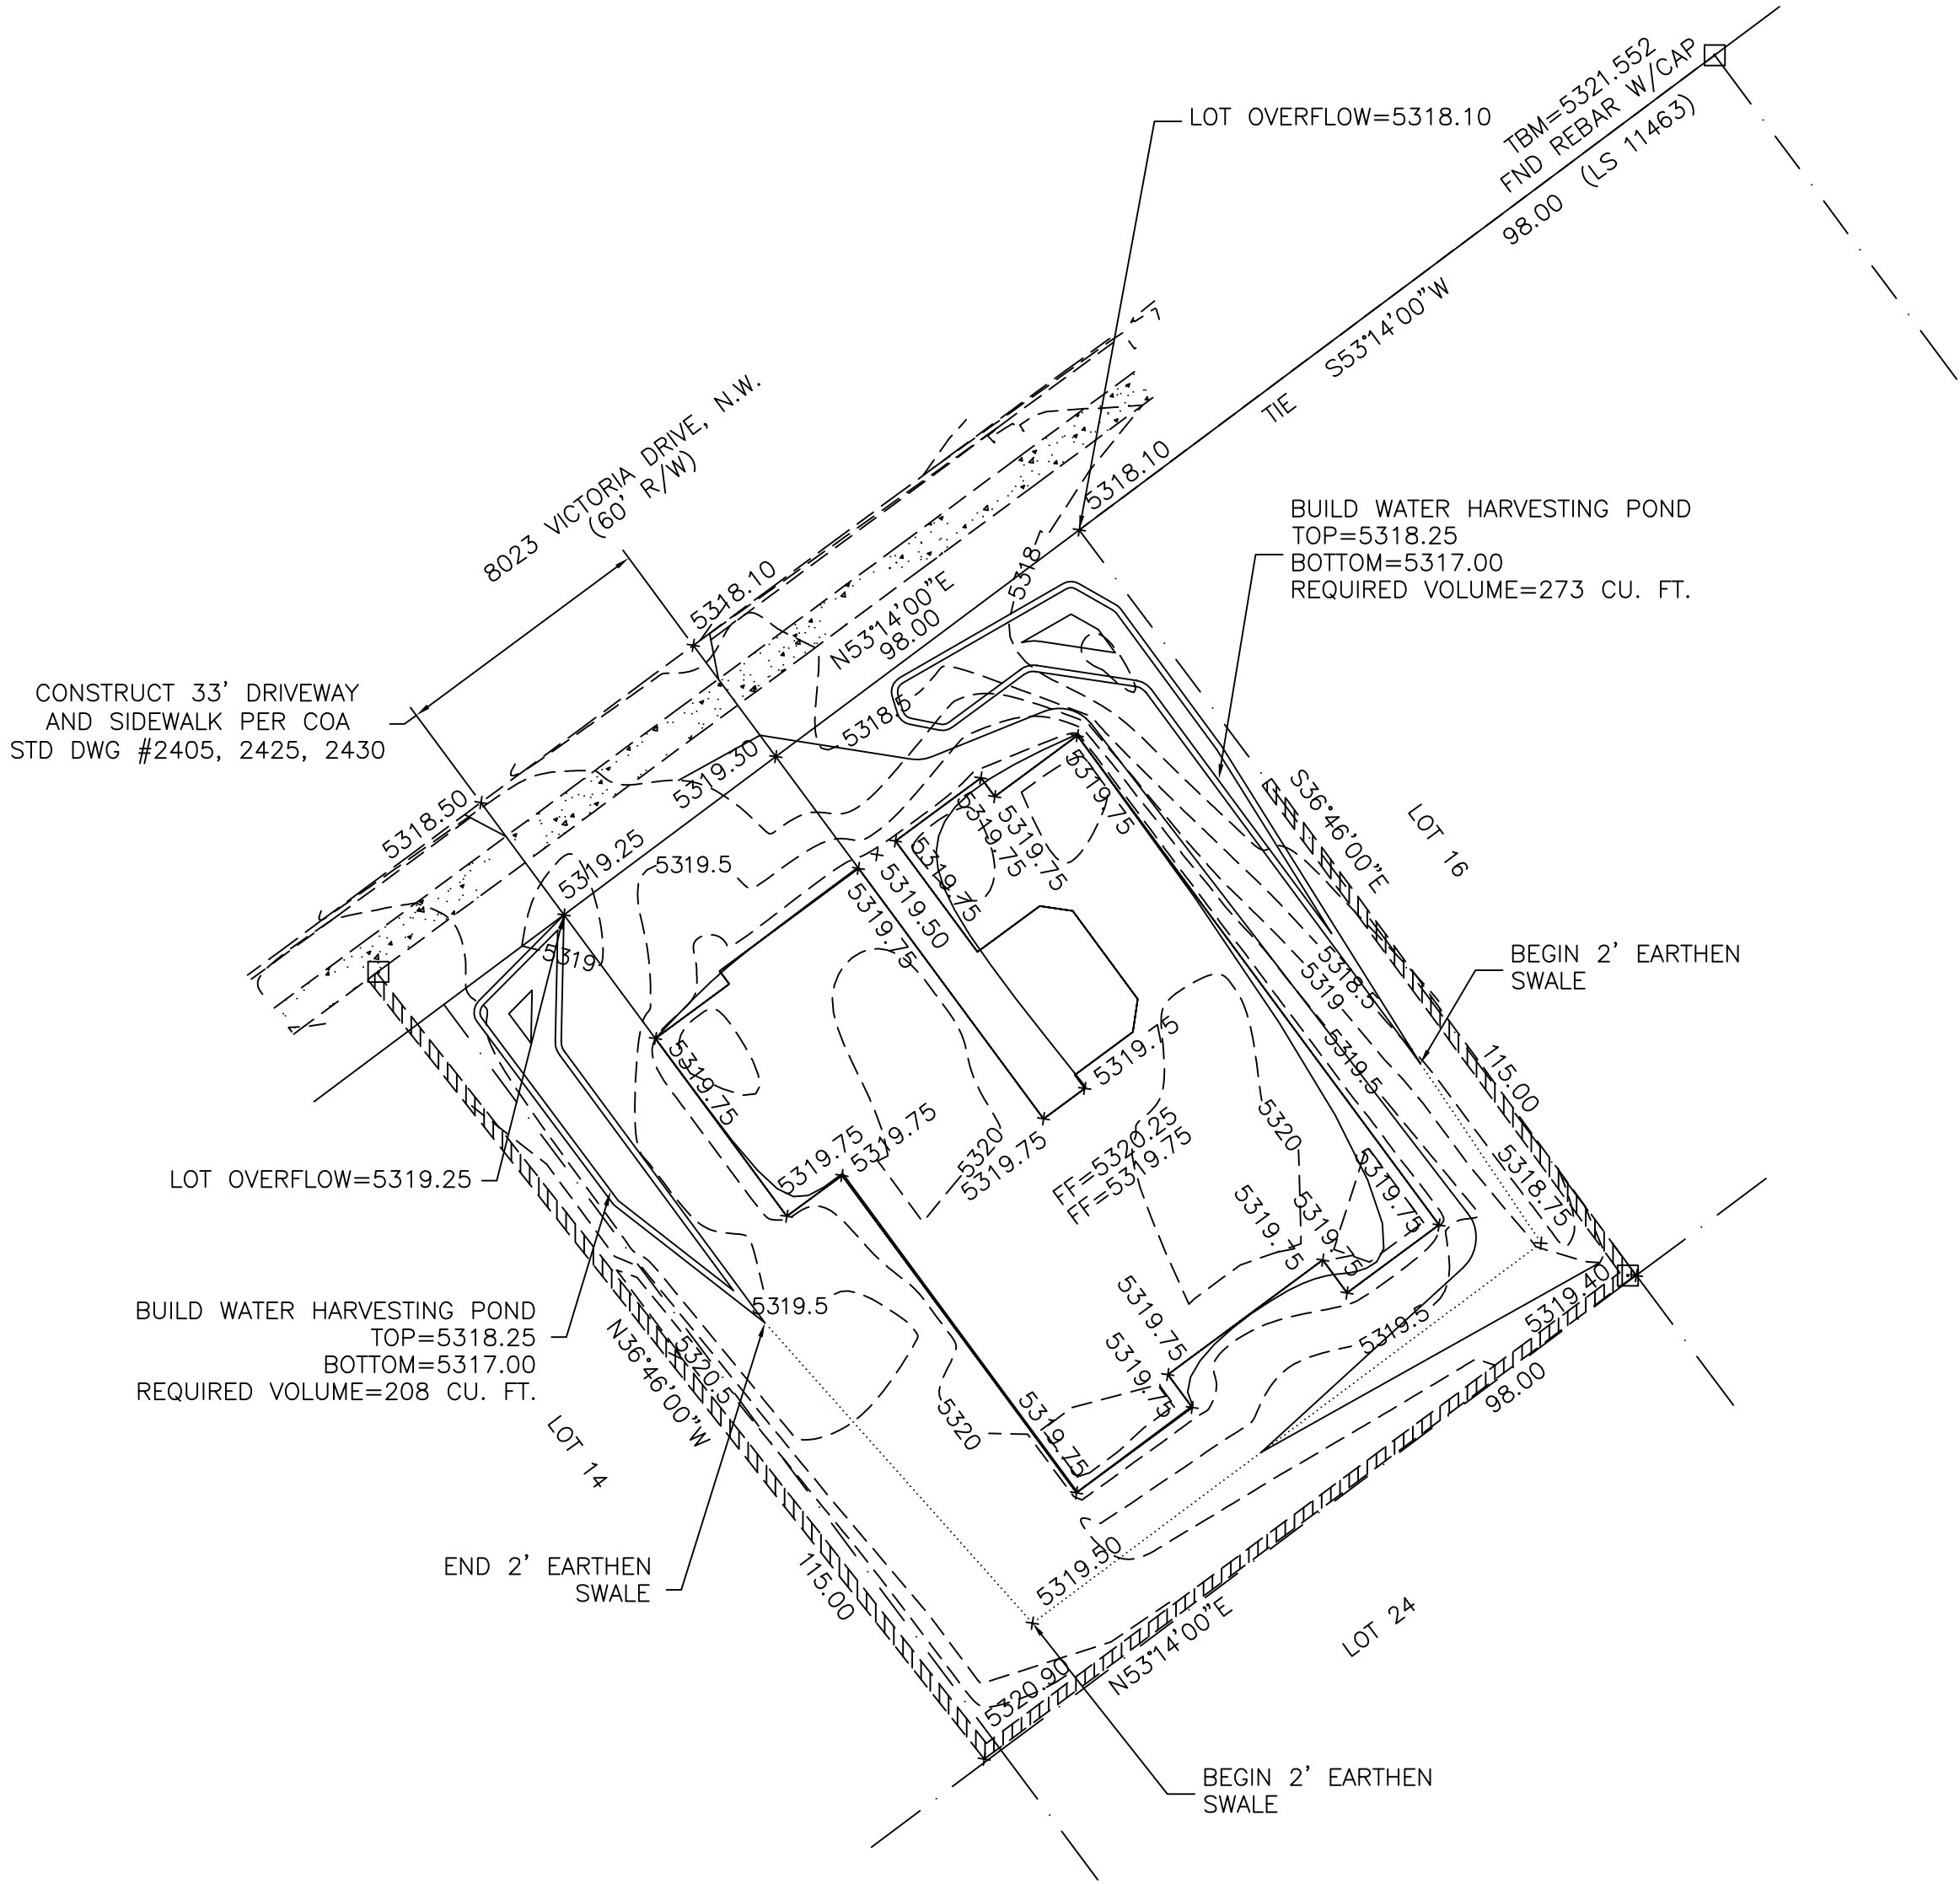 TBM=5321.552
FND REBAR W/CAP
(LS 11463)
98.00
S53°14'00"W
TIE
LOT OVERFLOW=5318.10
8023 VICTORIA DRIVE, N.W.
(60' R/W)
5318.10
5318.10
BUILD WATER HARVESTING POND
TOP=5318.25
BOTTOM=5317.00
REQUIRED VOLUME=273 CU. FT.
5318
N53°14'00"E
98.00
CONSTRUCT 33' DRIVEWAY
AND SIDEWALK PER COA
STD DWG #2405, 2425, 2430
5318.5
5319.30
5318.50
5319.25
5319.5
5319.75
5319.75
5319.75
5319.75
5319.50
5319.75
S36°46'00"E
LOT 16
5319
BEGIN 2' EARTHEN
SWALE
5318.5
5319
5319.5
115.00
5319.75
5319.75
5319.75
5319.75
5320
5319.75
FF=5320.25
FF=5319.75
5320
5319.75
5319.75
5319.75
5318.75
LOT OVERFLOW=5319.25
BUILD WATER HARVESTING POND
TOP=5318.25
BOTTOM=5317.00
REQUIRED VOLUME=208 CU. FT.
5319.5
5319.40
5319.5
5319.75
5319.75
N36°46'00"W
5320.5
5320
5319.75
98.00
LOT 14
END 2' EARTHEN
SWALE
115.00
5319.50
N53°14'00"E
LOT 24
5320.90
BEGIN 2' EARTHEN
SWALE